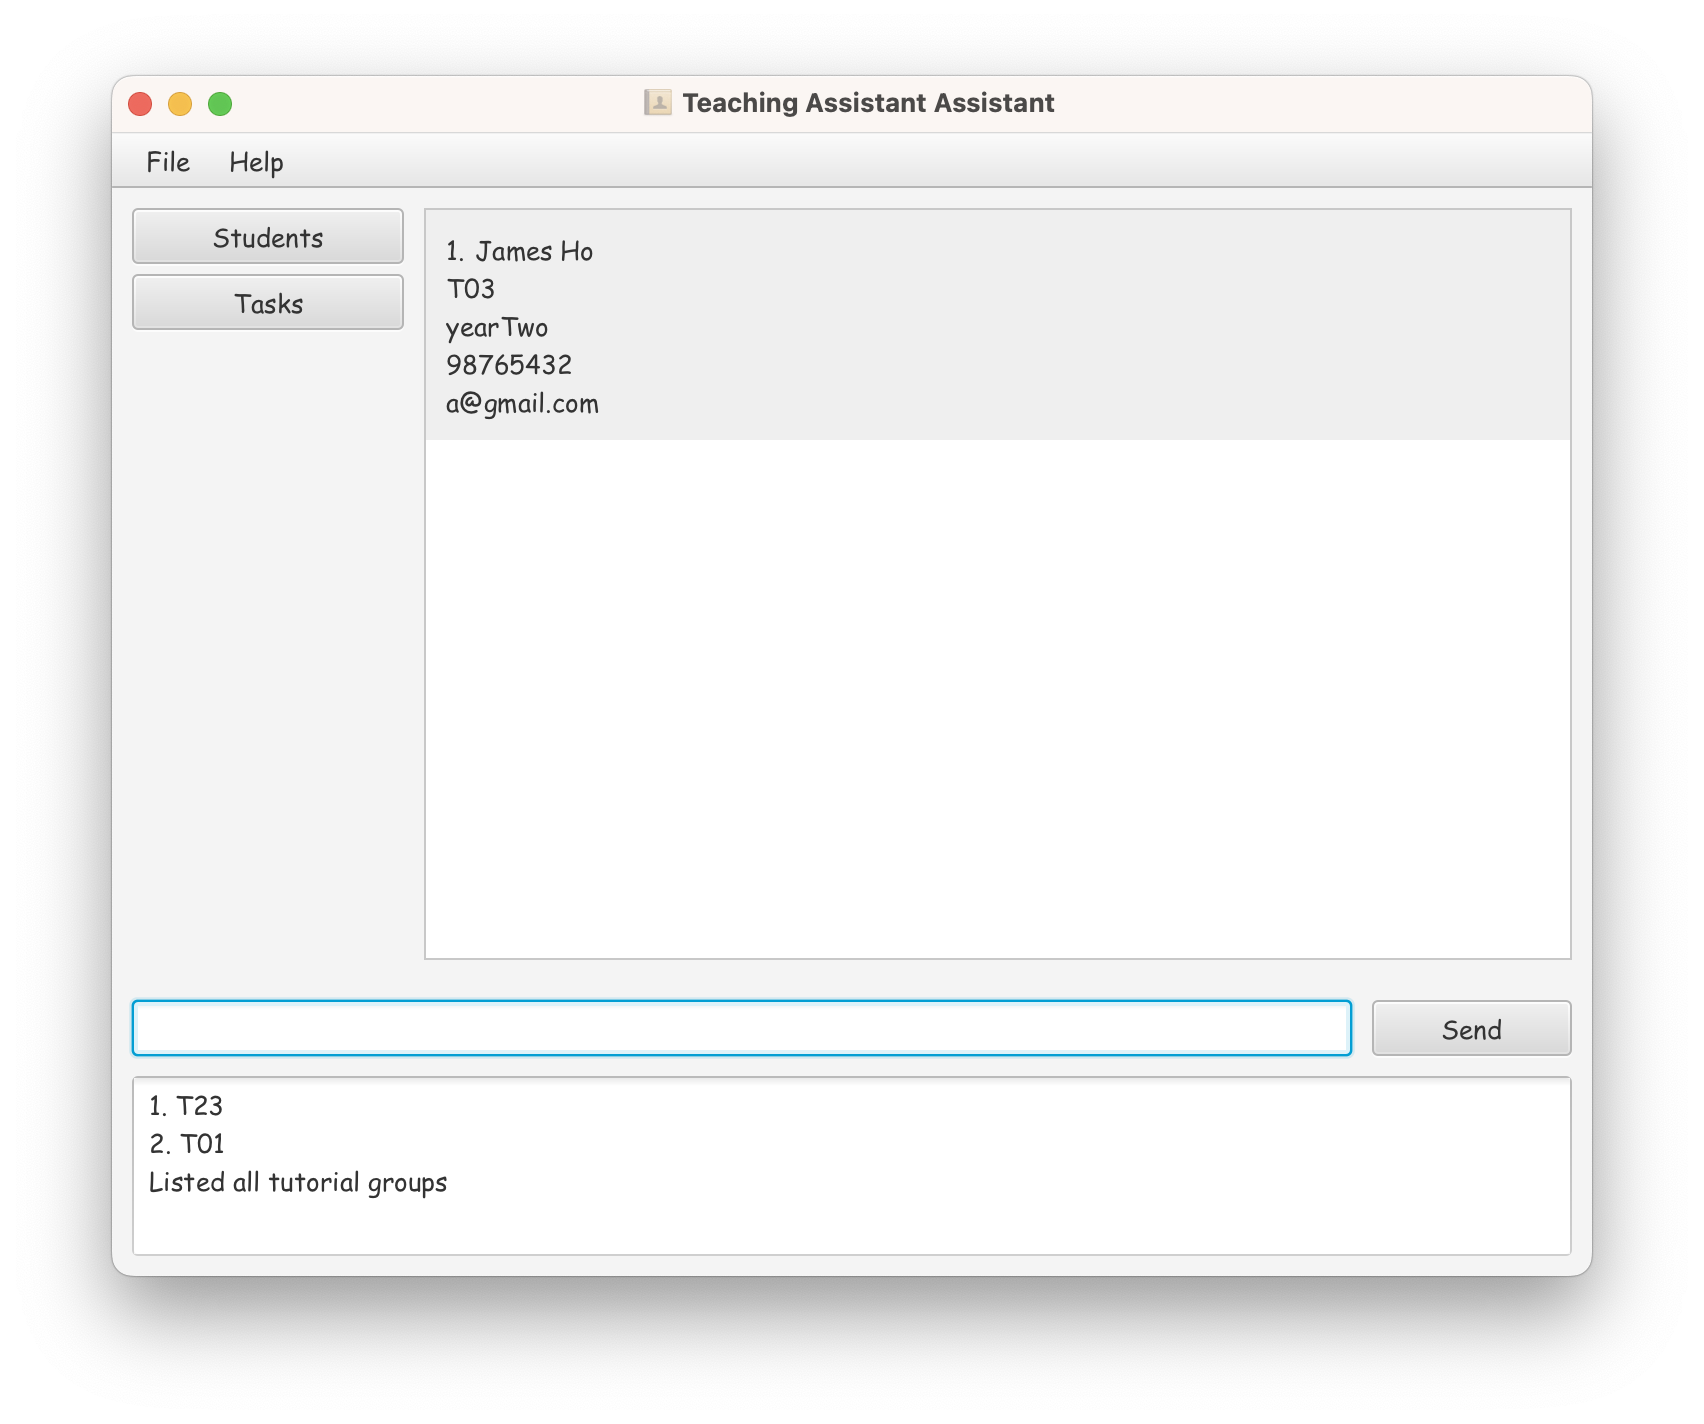 Teaching Assistant Assistant
File Help
Students
Tasks
1. James Ho
T03
yearTwo
98765432
a@gmail.com
Send
1. T23
2. T01
Listed all tutorial groups